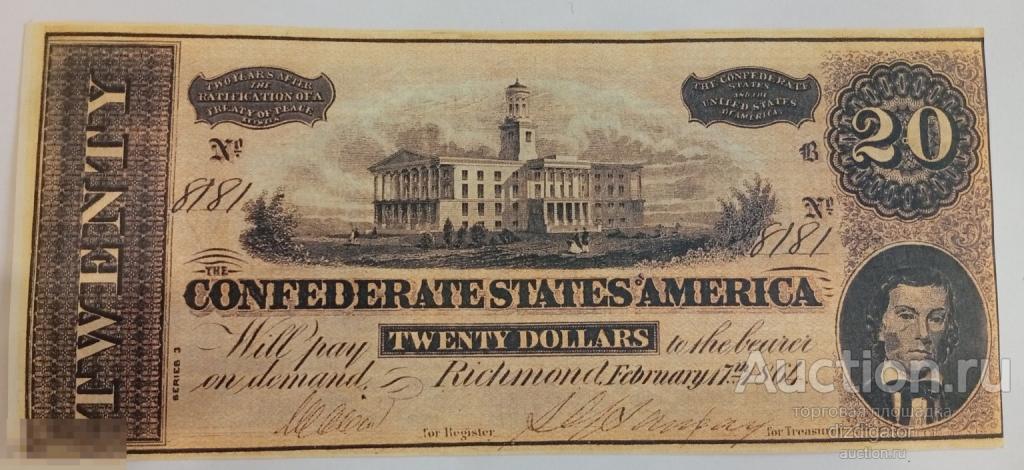 TWENTY
TWO YEARS AFTER
THE
RATIFICATION OF A
TREATY OF PEACE
THE CONFEDERATE
STATES
AND THE
UNITED STATES
OF AMERICA.
20
No
8181
B
No
8181
THE
CONFEDERATE STATES OF AMERICA
Will pay TWENTY DOLLARS to the bearer
on demand. Richmond, February 17th
SERIES 3
for Register
for Treasurer
Auction.ru
торговая площадка
dizdigator
auction.ru